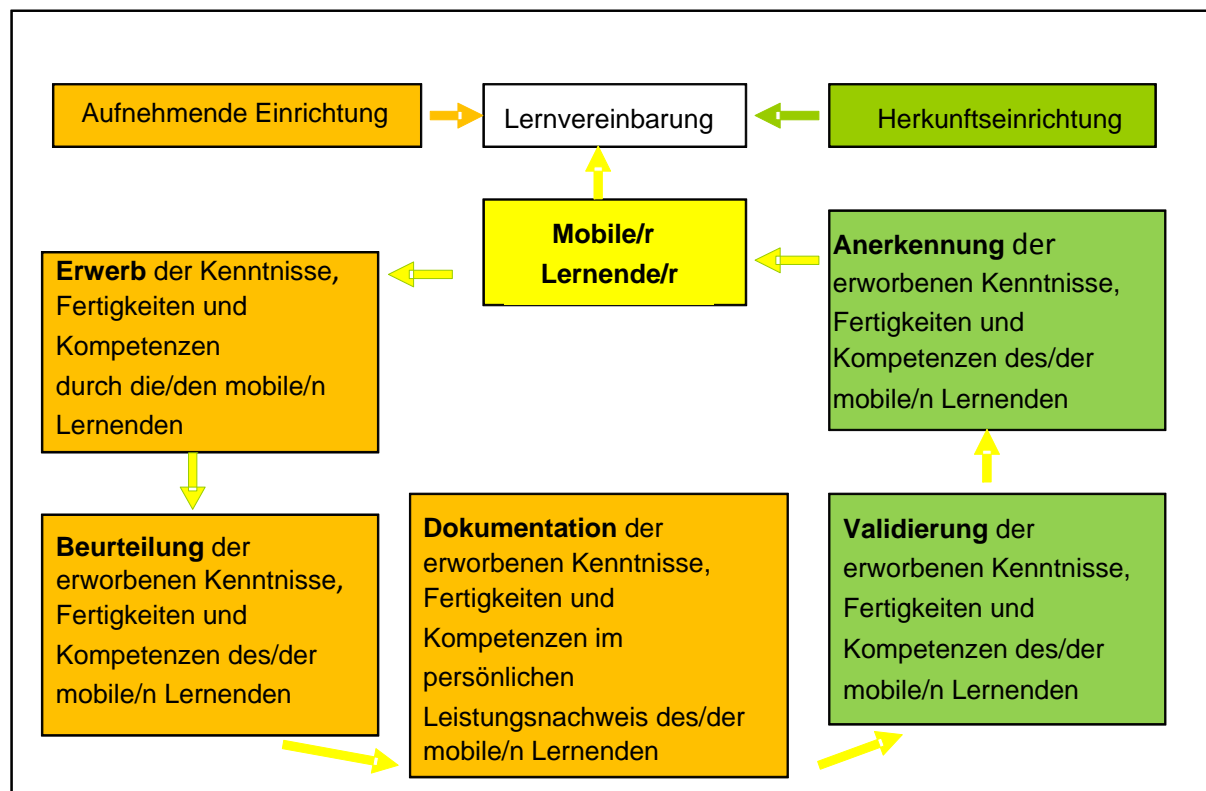 Aufnehmende Einrichtung
Lernvereinbarung
Herkunftseinrichtung
Mobile/r
Lernende/r
Erwerb der Kenntnisse,
Fertigkeiten und
Kompetenzen
durch die/den mobile/n
Lernenden
Anerkennung der
erworbenen Kenntnisse,
Fertigkeiten und
Kompetenzen des/der
mobile/n Lernenden
Beurteilung der
erworbenen Kenntnisse,
Fertigkeiten und
Kompetenzen des/der
mobile/n Lernenden
Dokumentation der
erworbenen Kenntnisse,
Fertigkeiten und
Kompetenzen im
persönlichen
Leistungsnachweis des/der
mobile/n Lernenden
Validierung der
erworbenen Kenntnisse,
Fertigkeiten und
Kompetenzen des/der
mobile/n Lernenden